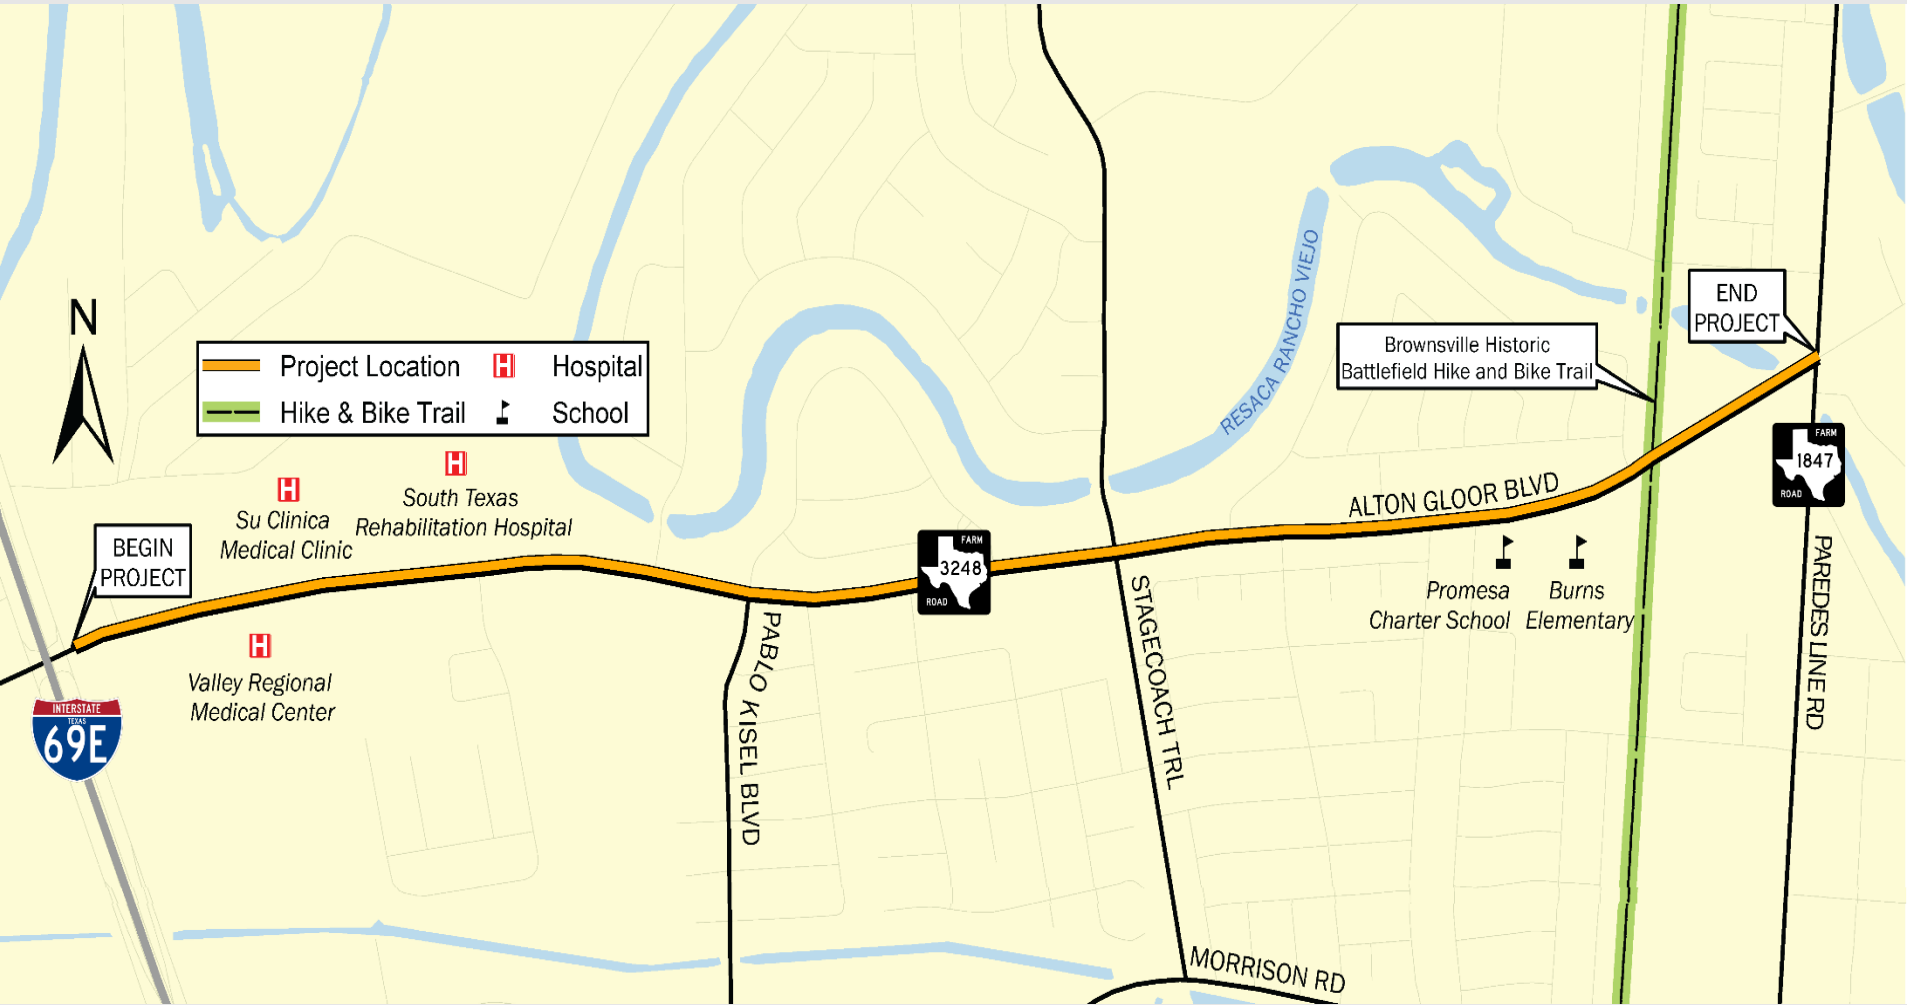 N
Project Location
Hospital
Hike & Bike Trail
School
RESACA RANCHO VIEJO
END
PROJECT
Brownsville Historic
Battlefield Hike and Bike Trail
FARM
1847
ROAD
South Texas
Rehabilitation Hospital
Su Clinica
Medical Clinic
BEGIN
PROJECT
ALTON GLOOR BLVD
FARM
3248
ROAD
Promesa
Charter School
Burns
Elementary
PAREDES LINE RD
STAGECOACH TRL
PABLO KISEL BLVD
Valley Regional
Medical Center
INTERSTATE
TEXAS
69E
MORRISON RD